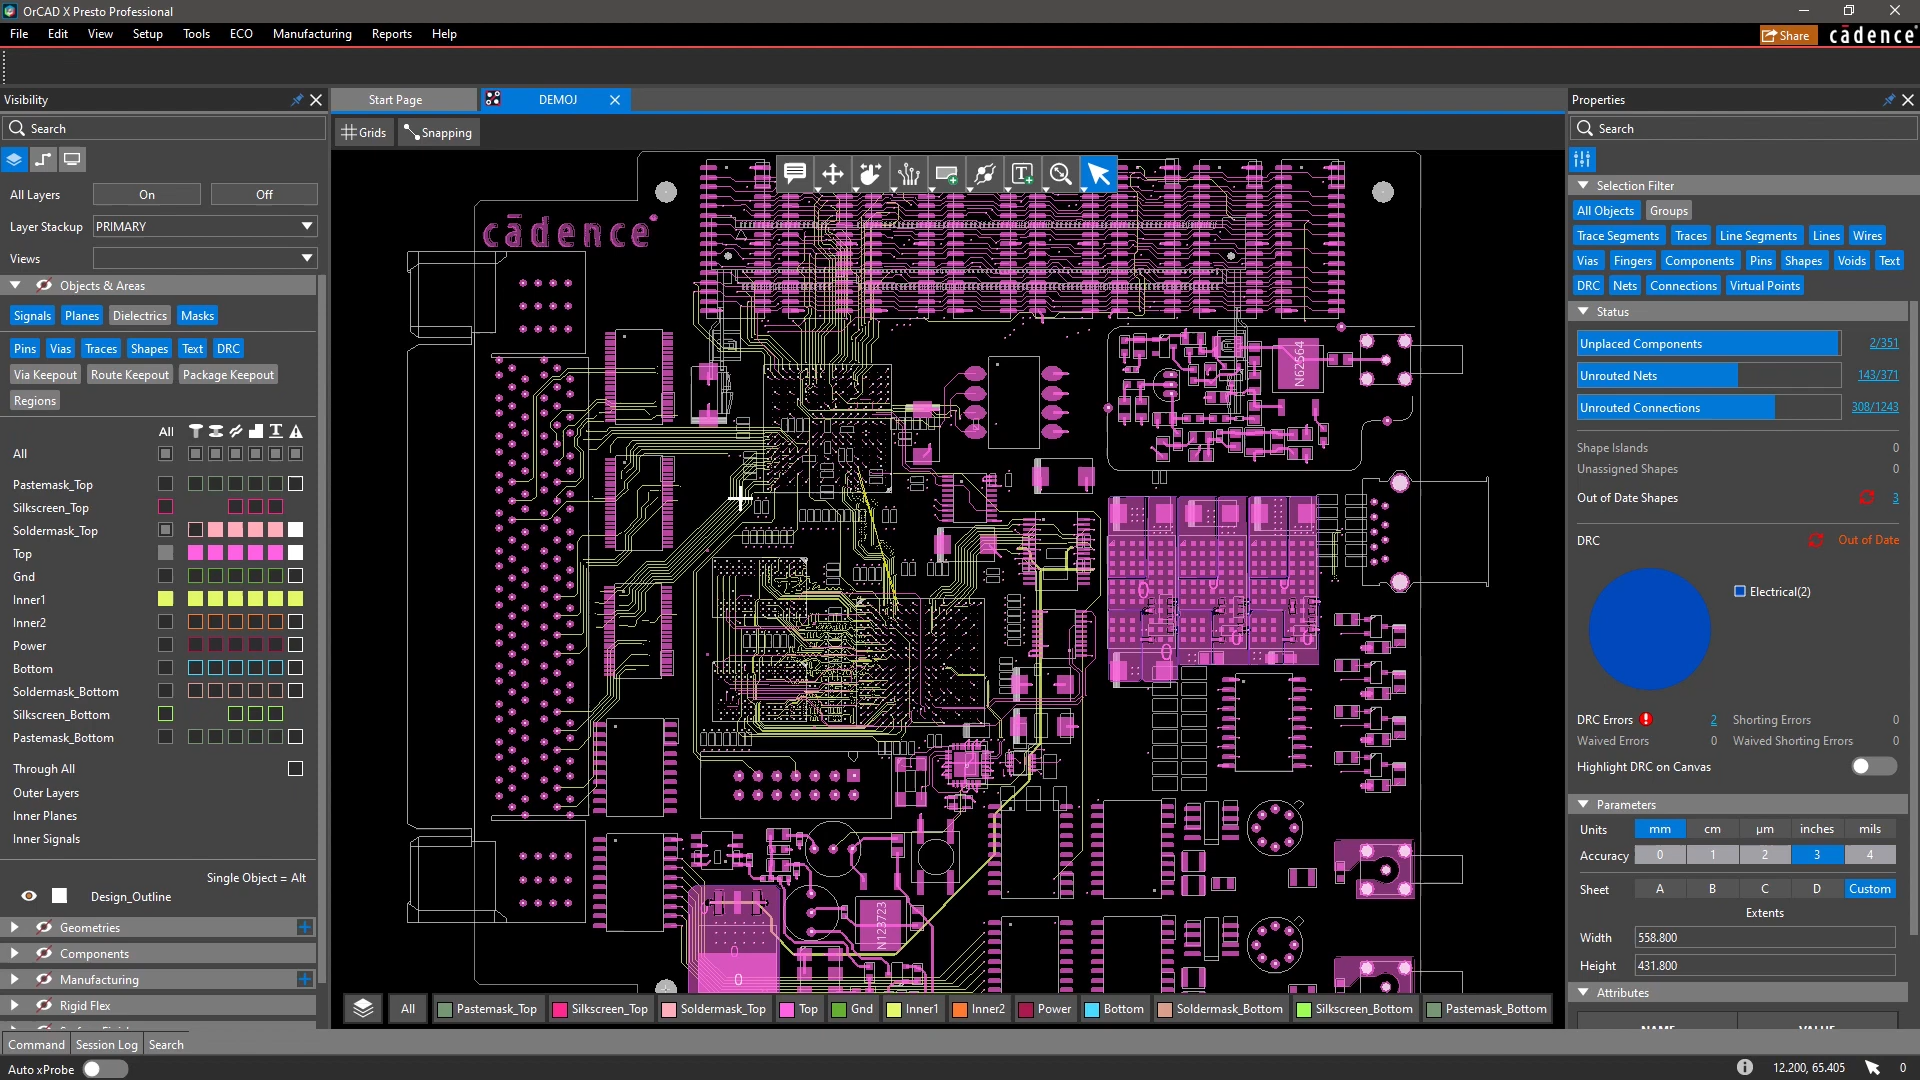 OrCAD X Presto Professional
File Edit View Setup Tools ECO Manufacturing Reports Help
Share cādence
Visibility
Search
All Layers On Off
Layer Stackup PRIMARY
Views
Objects & Areas
Signals Planes Dielectrics Masks
Pins Vias Traces Shapes Text DRC
Via Keepout Route Keepout Package Keepout
Regions
All
All
Pastemask_Top
Silkscreen_Top
Soldermask_Top
Top
Gnd
Inner1
Inner2
Power
Bottom
Soldermask_Bottom
Silkscreen_Bottom
Pastemask_Bottom
Through All
Outer Layers
Inner Planes
Inner Signals
Single Object = Alt
Design_Outline
Geometries
Components
Manufacturing
Rigid Flex
Command Session Log Search
Auto xProbe
Start Page DEMOJ
Grids Snapping
cādence
N62564
N123723
0
0
All Pastemask_Top Silkscreen_Top Soldermask_Top Top Gnd Inner1 Inner2 Power Bottom Soldermask_Bottom Silkscreen_Bottom Pastemask_Bottom
Properties
Search
Selection Filter
All Objects Groups
Trace Segments Traces Line Segments Lines Wires
Vias Fingers Components Pins Shapes Voids Text
DRC Nets Connections Virtual Points
Status
Unplaced Components 2/351
Unrouted Nets 143/371
Unrouted Connections 308/1243
Shape Islands 0
Unassigned Shapes 0
Out of Date Shapes 3
DRC Out of Date
Electrical(2)
DRC Errors 2 Shorting Errors 0
Waived Errors 0 Waived Shorting Errors 0
Highlight DRC on Canvas
Parameters
Units mm cm µm inches mils
Accuracy 0 1 2 3 4
Sheet A B C D Custom
Extents
Width 558.800
Height 431.800
Attributes
NAME VALUE
12.200, 65.405 0